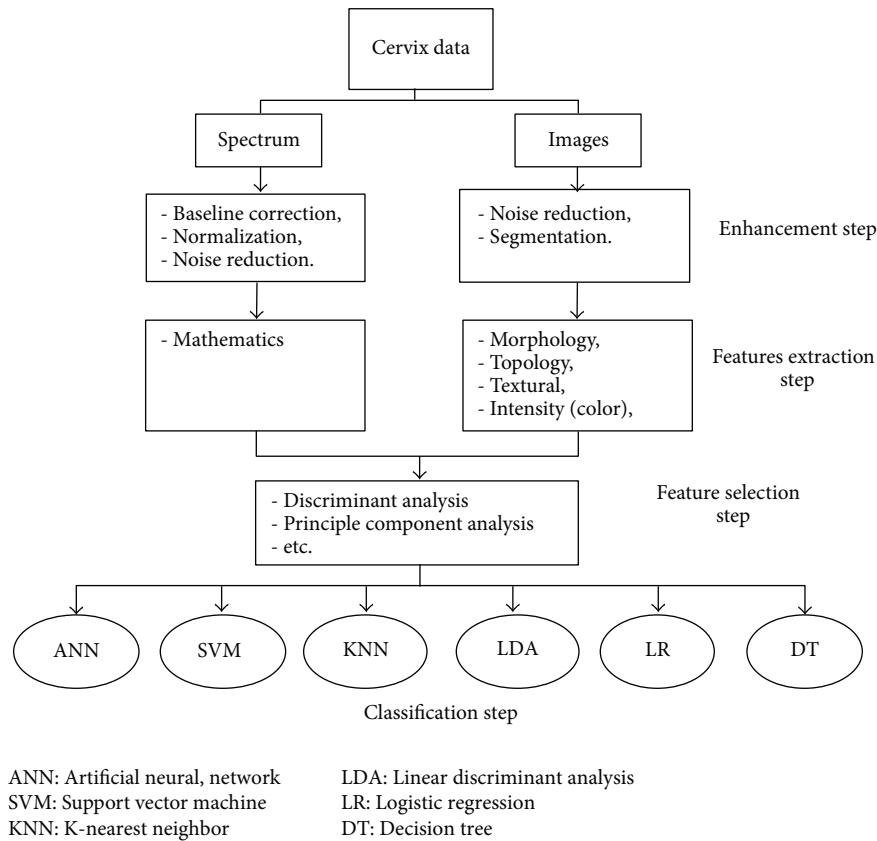 Cervix data
Spectrum
Images
- Baseline correction,
- Normalization,
- Noise reduction.
- Noise reduction,
- Segmentation.
Enhancement step
- Mathematics
- Morphology,
- Topology,
- Textural,
- Intensity (color),
Features extraction
step
- Discriminant analysis
- Principle component analysis
- etc.
Feature selection
step
ANN
SVM
KNN
LDA
LR
DT
Classification step
ANN: Artificial neural, network
SVM: Support vector machine
KNN: K-nearest neighbor
LDA: Linear discriminant analysis
LR: Logistic regression
DT: Decision tree